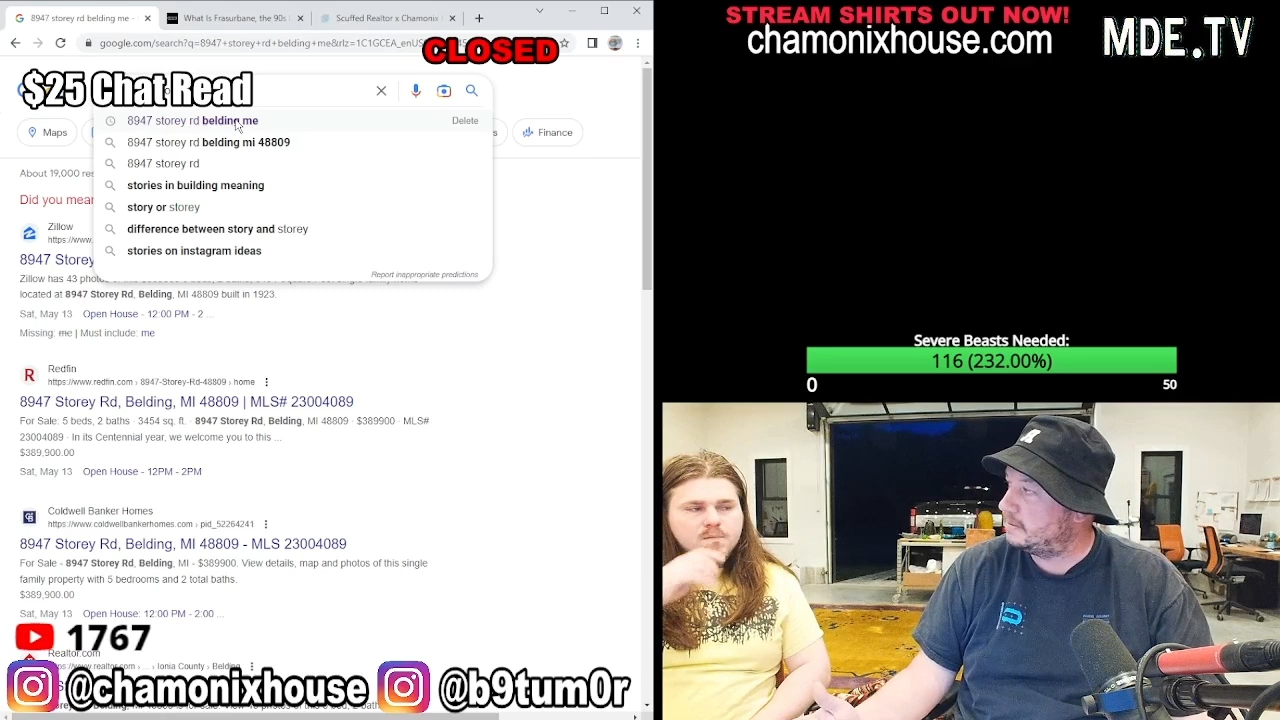 8947 storey rd belding me -
What Is Frasurbane, the 90s
Scuffed Realtor x Chamonix
google.com/search?q=8947+storey+rd+belding+me&rlz=1C1GCEA_enUS
CLOSED
$25 Chat Read
8947 storey rd belding me
Delete
8947 storey rd belding mi 48809
8947 storey rd
stories in building meaning
story or storey
difference between story and storey
stories on instagram ideas
Report inappropriate predictions
Maps
Finance
About 19,000 res
Did you mean
Zillow
https://www.
8947 Storey
Zillow has 43 photo
located at 8947 Storey Rd, Belding, MI 48809 built in 1923.
Sat, May 13 Open House - 12:00 PM - 2 ...
Missing: me | Must include: me
Redfin
https://www.redfin.com › 8947-Storey-Rd-48809 › home
8947 Storey Rd, Belding, MI 48809 | MLS# 23004089
For Sale: 5 beds, 2 baths · 3454 sq. ft. · 8947 Storey Rd, Belding, MI 48809 · $389900 · MLS#
23004089 · In its Centennial year, we welcome you to this ...
$389,900.00
Sat, May 13 Open House - 12PM - 2PM
Coldwell Banker Homes
https://www.coldwellbankerhomes.com › pid_52264241
8947 Storey Rd, Belding, MI 48809 - MLS 23004089
For Sale - 8947 Storey Rd, Belding, MI - $389900. View details, map and photos of this single
family property with 5 bedrooms and 2 total baths.
$389,900.00
Sat, May 13 Open House: 12:00 PM - 2:00 ...
1767
Realtor.com
› Ionia County › Belding
@chamonixhouse
@b9tum0r
STREAM SHIRTS OUT NOW!
chamonixhouse.com
MDE.TV
Severe Beasts Needed:
116 (232.00%)
0
50